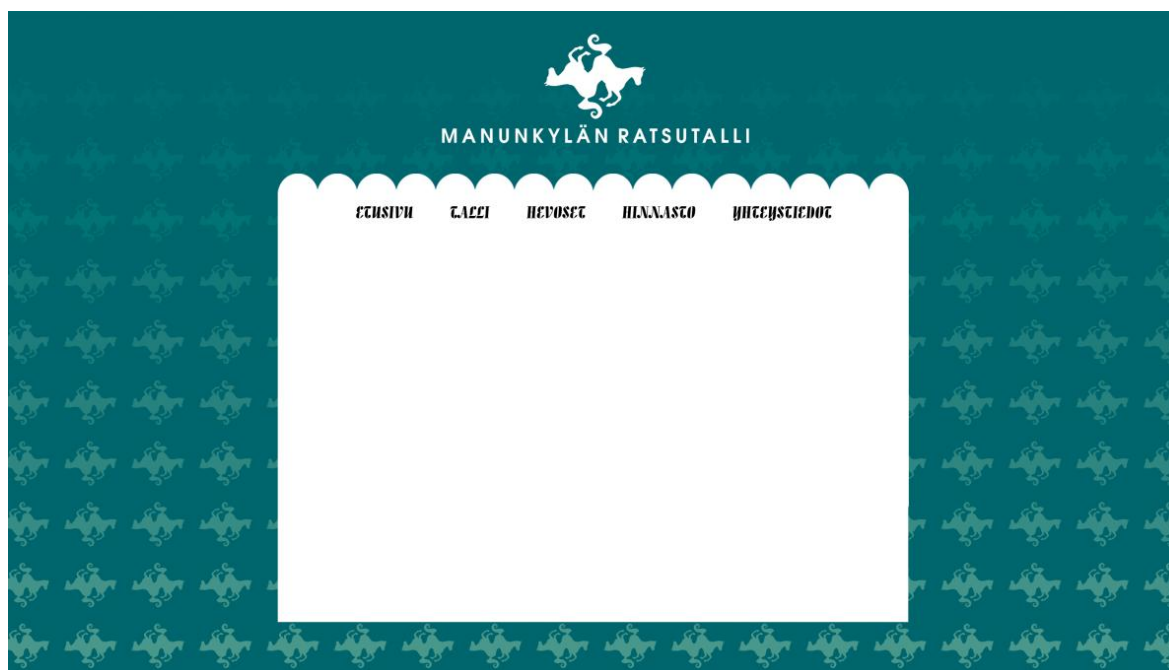 MANUNKYLÄN RATSUTALLI
ETUSIVU TALLI HEVOSET HINNASTO YHTEYSTIEDOT